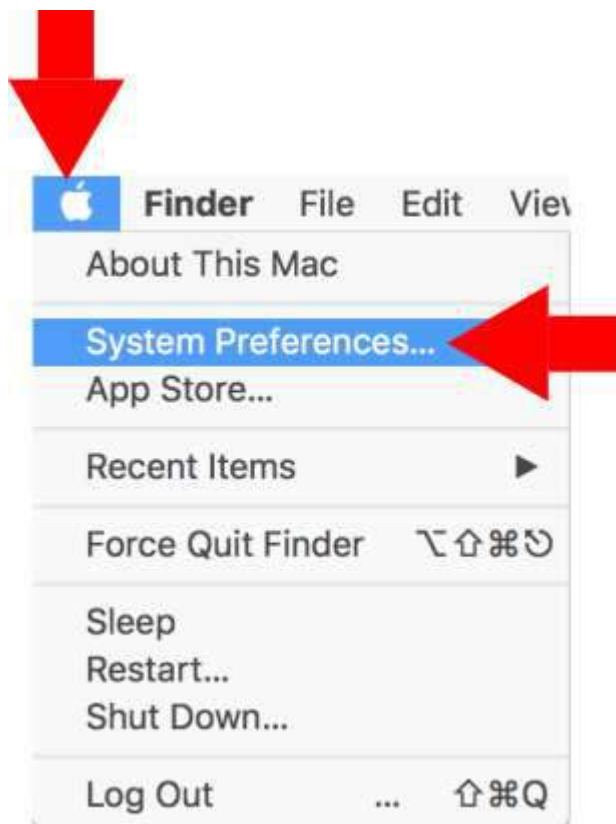 Finder File Edit View
About This Mac
System Preferences...
App Store...
Recent Items ▶
Force Quit Finder ⌥⇧⌘⎋
Sleep
Restart...
Shut Down...
Log Out ... ⇧⌘Q